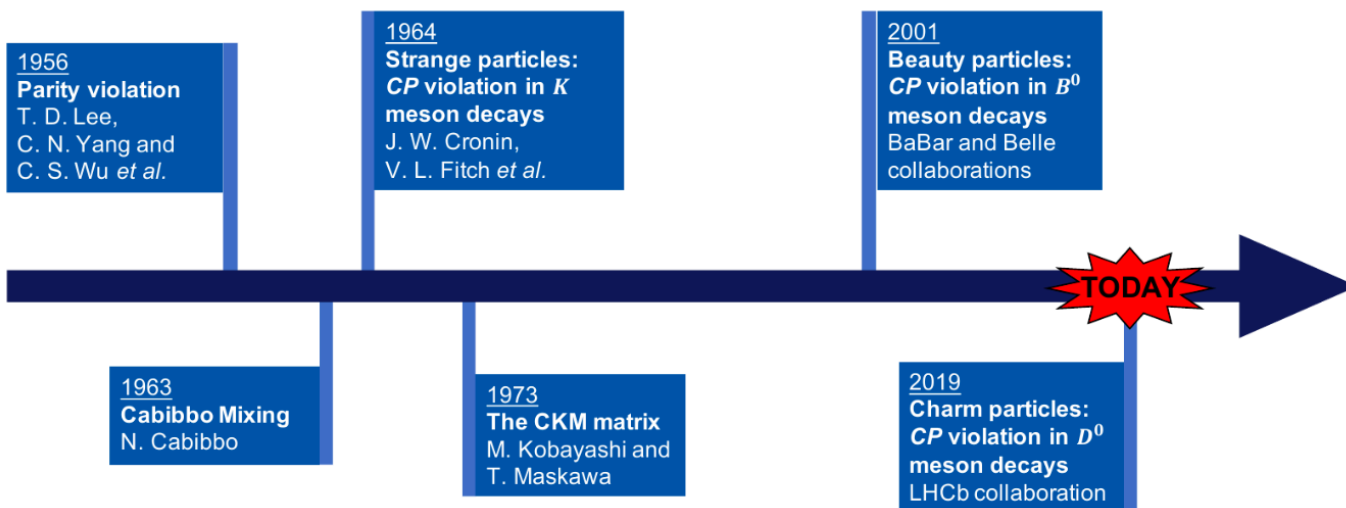 1956
Parity violation
T. D. Lee,
C. N. Yang and
C. S. Wu et al.
1963
Cabibbo Mixing
N. Cabibbo
1964
Strange particles:
CP violation in K
meson decays
J. W. Cronin,
V. L. Fitch et al.
1973
The CKM matrix
M. Kobayashi and
T. Maskawa
2001
Beauty particles:
CP violation in B⁰
meson decays
BaBar and Belle
collaborations
TODAY
2019
Charm particles:
CP violation in D⁰
meson decays
LHCb collaboration